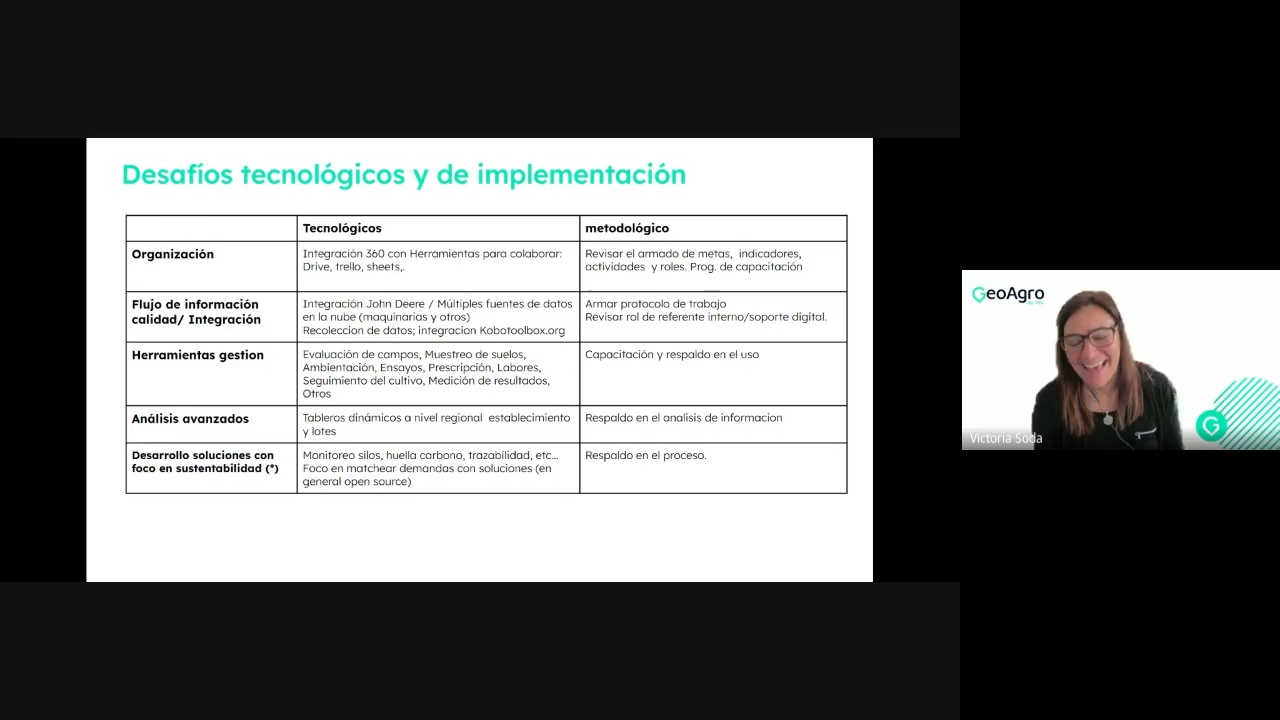 Desafíos tecnológicos y de implementación
Tecnológicos
metodológico
Organización
Integración 360 con Herramientas para colaborar:
Drive, trello, sheets,.
Revisar el armado de metas, indicadores,
actividades y roles. Prog. de capacitación
Flujo de información
calidad/ Integración
Integración John Deere / Múltiples fuentes de datos
en la nube (maquinarias y otros)
Recoleccion de datos; integracion Kobotoolbox.org
Armar protocolo de trabajo
Revisar rol de referente interno/soporte digital.
Herramientas gestion
Evaluación de campos, Muestreo de suelos,
Ambientación, Ensayos, Prescripción, Labores,
Seguimiento del cultivo, Medición de resultados,
Otros
Capacitación y respaldo en el uso
Análisis avanzados
Tableros dinámicos a nivel regional establecimiento
y lotes
Respaldo en el analisis de informacion
Desarrollo soluciones con
foco en sustentabilidad (*)
Monitoreo silos, huella carbono, trazabilidad, etc...
Foco en matchear demandas con soluciones (en
general open source)
Respaldo en el proceso.
GeoAgro
Victoria Soda